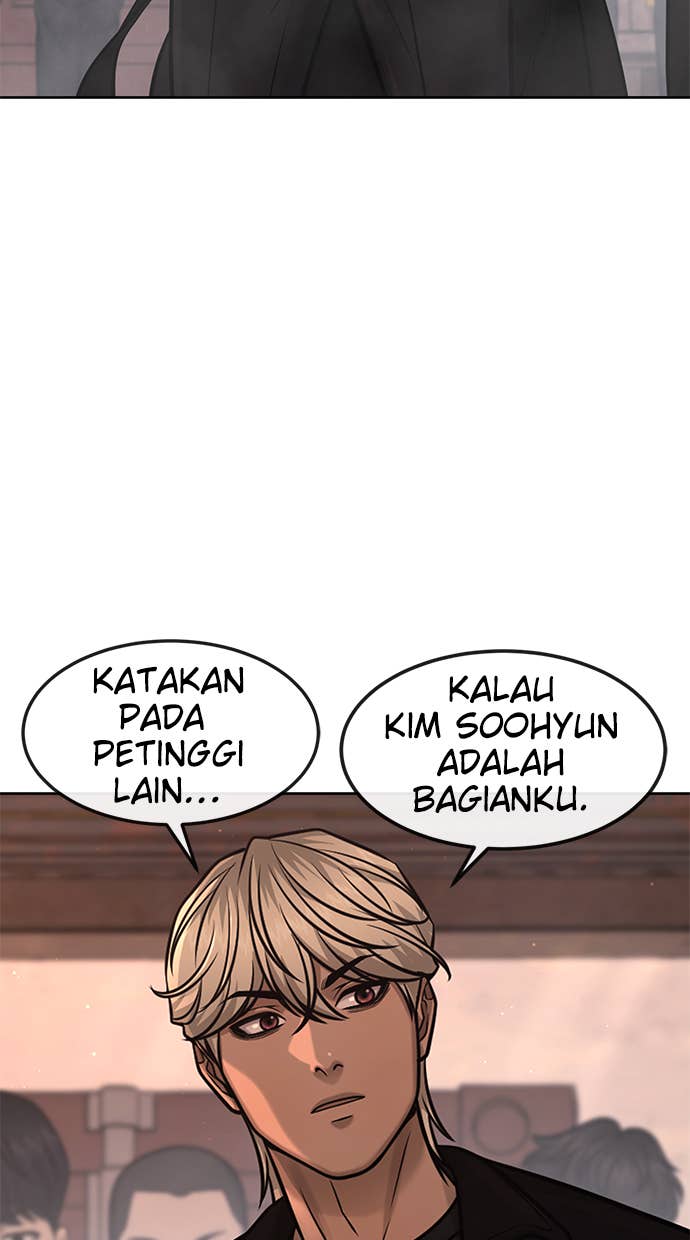 KATAKAN
PADA
PETINGGI
LAIN...
KALAU
KIM SOOHYUN
ADALAH
BAGIANKU.